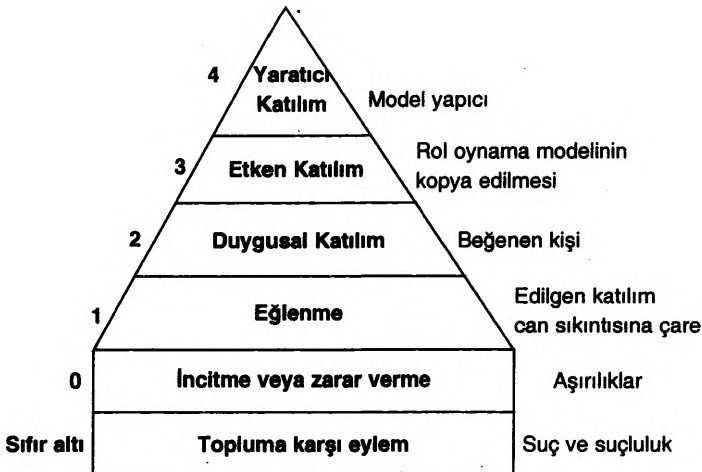 4
Yaratıcı
Katılım
Model yapıcı
3
Etken Katılım
Rol oynama modelinin
kopya edilmesi
2
Duygusal Katılım
Beğenen kişi
1
Eğlenme
Edilgen katılım
can sıkıntısına çare
0
İncitme veya zarar verme
Aşırılıklar
Sıfır altı
Topluma karşı eylem
Suç ve suçluluk